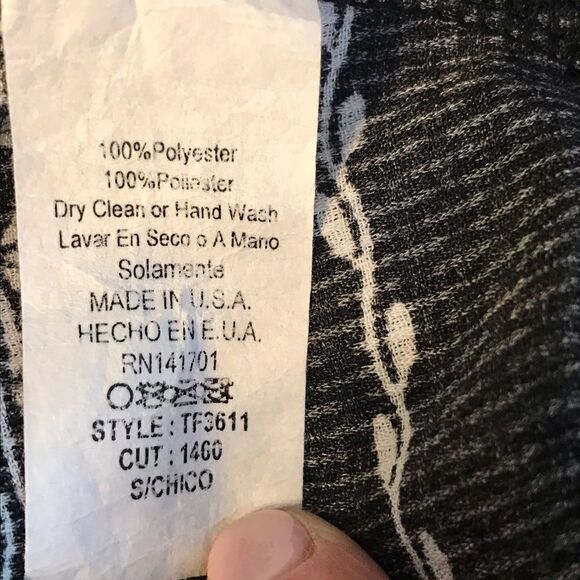 100%Polyester
100%Poliester
Dry Clean or Hand Wash
Lavar En Seco o A Mano
Solamente
MADE IN U.S.A.
HECHO EN E.U.A.
RN141701
STYLE : TF3611
CUT : 1460
S/CHICO